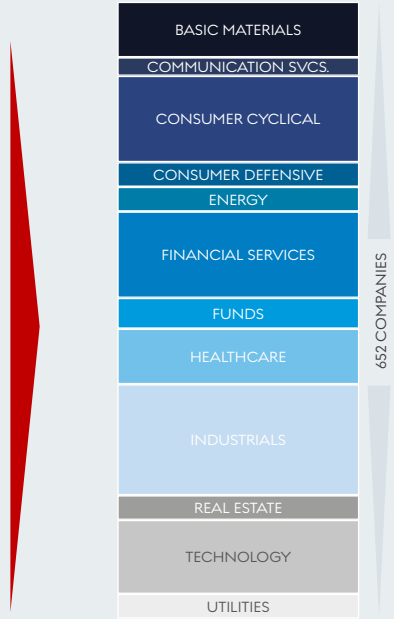 BASIC MATERIALS
COMMUNICATION SVCS.
CONSUMER CYCLICAL
CONSUMER DEFENSIVE
ENERGY
FINANCIAL SERVICES
FUNDS
HEALTHCARE
INDUSTRIALS
REAL ESTATE
TECHNOLOGY
UTILITIES
652 COMPANIES